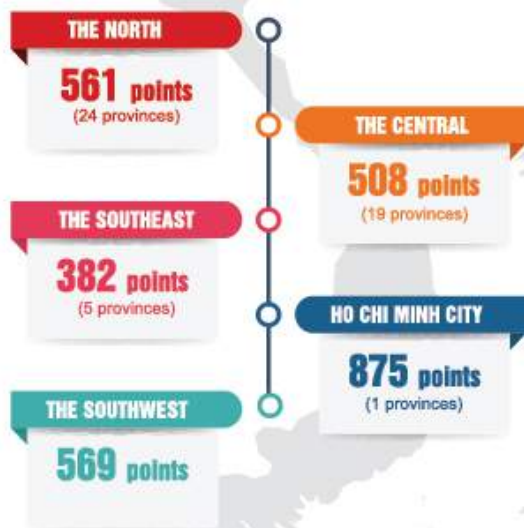 THE NORTH
561 points
(24 provinces)
THE CENTRAL
508 points
(19 provinces)
THE SOUTHEAST
382 points
(5 provinces)
HO CHI MINH CITY
875 points
(1 provinces)
THE SOUTHWEST
569 points